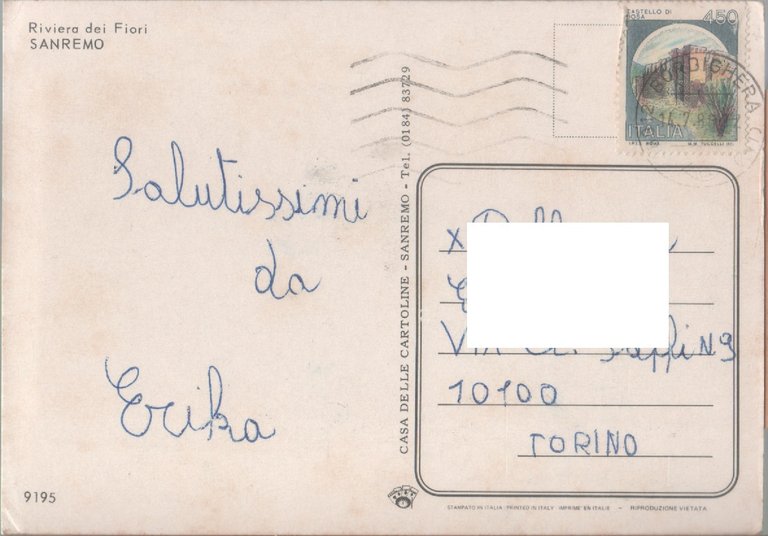 Riviera dei Fiori
SANREMO
Salutissimi
da
Erika
9195
CASA DELLE CARTOLINE - SANREMO - Tel. (0184) 83729
CASTELLO DI
450
ITALIA
BORDIGHERA
x
VIA
10100
TORINO
STAMPATO IN ITALIA PRINTED IN ITALY IMPRIMÉ EN ITALIE - RIPRODUZIONE VIETATA